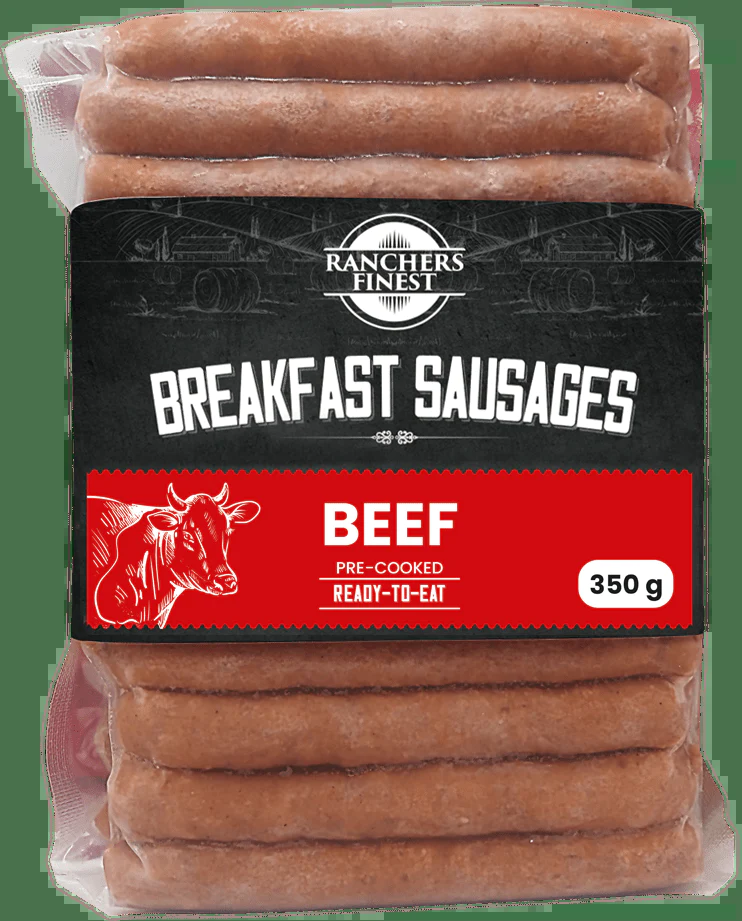 RANCHERS
FINEST
BREAKFAST SAUSAGES
BEEF
PRE-COOKED
READY-TO-EAT
350 g